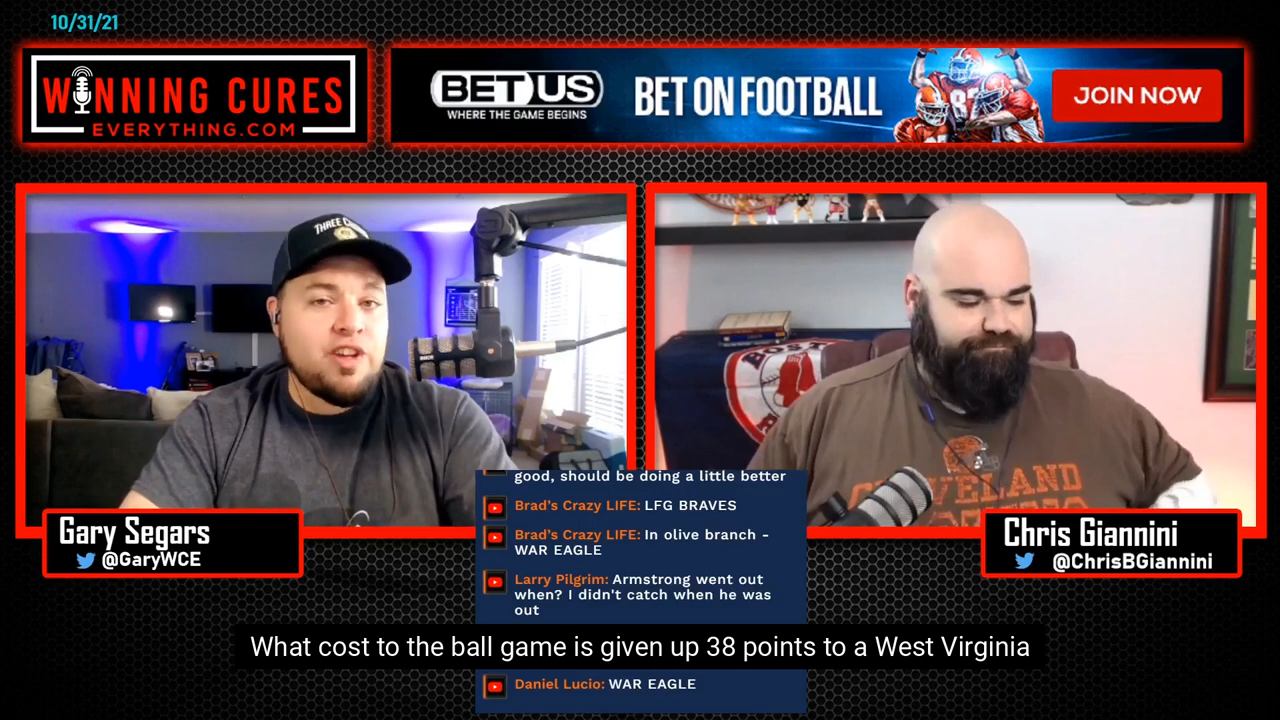 10/31/21
WINNING CURES
EVERYTHING.COM
BET US
WHERE THE GAME BEGINS
BET ON FOOTBALL
JOIN NOW
THREE
CLEVELAND
good, should be doing a little better
Brad's Crazy LIFE: LFG BRAVES
Brad's Crazy LIFE: In olive branch -
WAR EAGLE
Larry Pilgrim: Armstrong went out
when? I didn't catch when he was
out
Gary Segars
@GaryWCE
Chris Giannini
@ChrisBGiannini
What cost to the ball game is given up 38 points to a West Virginia
Daniel Lucio: WAR EAGLE